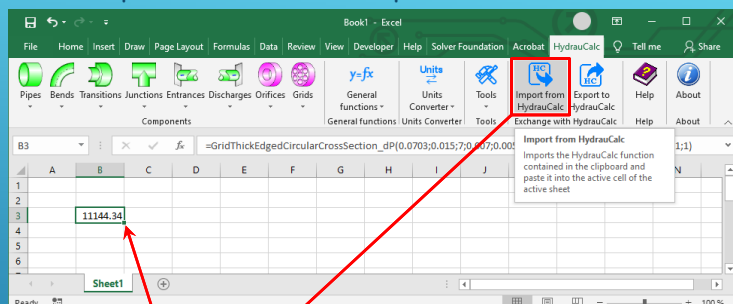 Book1 - Excel
File Home Insert Draw Page Layout Formulas Data Review View Developer Help Solver Foundation Acrobat HydrauCalc Tell me Share
Pipes Bends Transitions Junctions Entrances Discharges Orifices Grids
y=fx General functions
Units Units Converter
Tools
HC Import from HydrauCalc
HC Export to HydrauCalc
Help
About
Components General functions Units Converter Tools Exchange with HydrauCalc Help About
B3 fx =GridThickEdgedCircularCrossSection_dP(0.0703;0.015;7;0.007;0.005 1;1)
Import from HydrauCalc
Imports the HydrauCalc function
contained in the clipboard and
paste it into the active cell of the
active sheet
A B C D E F G H I J N
1
2
3 11144.34
4
5
6
Sheet1
Ready 100 %